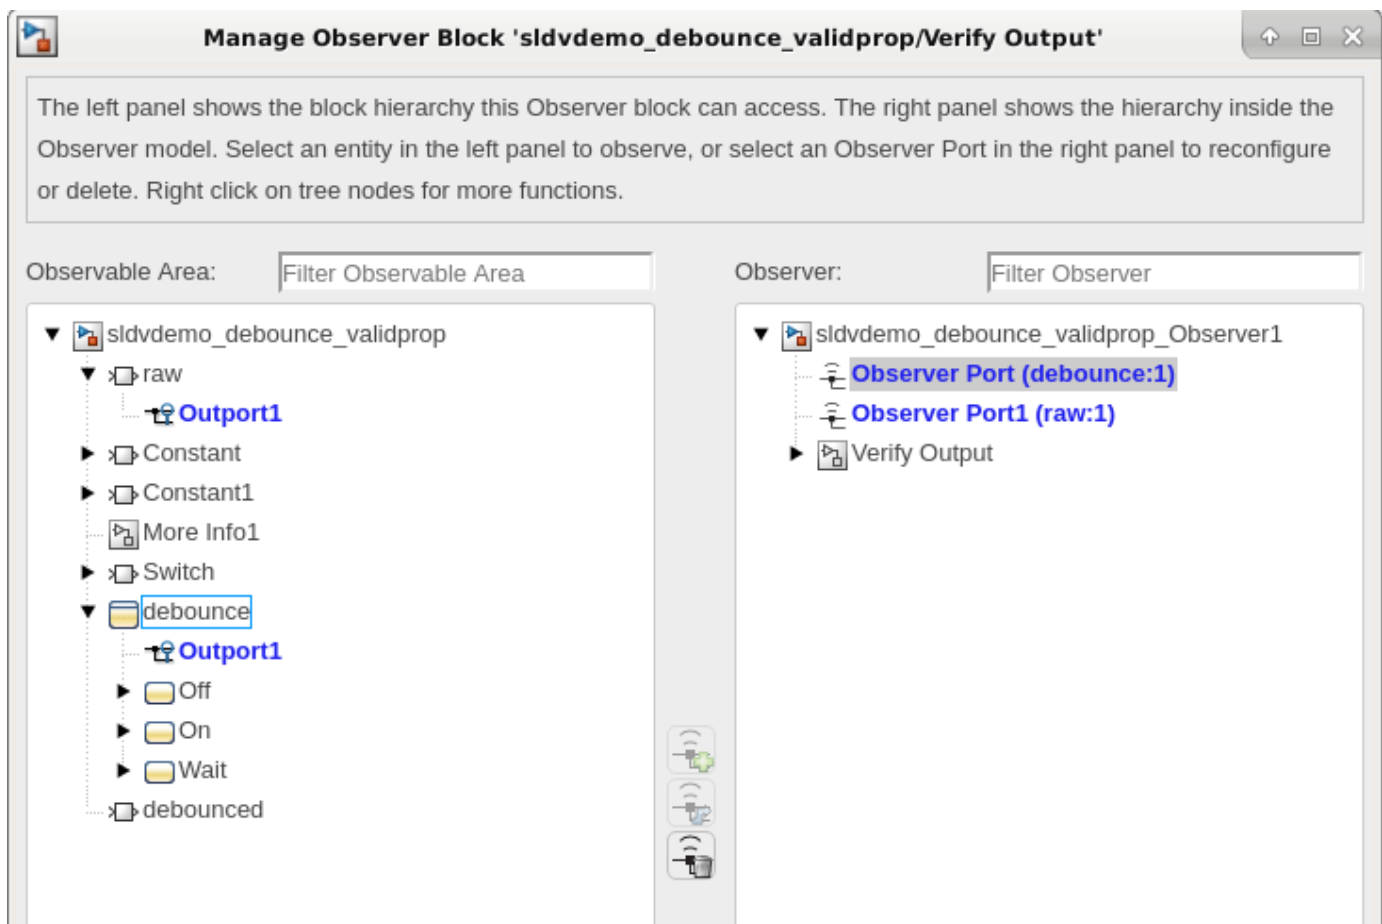 Manage Observer Block 'sldvdemo_debounce_validprop/Verify Output'
The left panel shows the block hierarchy this Observer block can access. The right panel shows the hierarchy inside the
Observer model. Select an entity in the left panel to observe, or select an Observer Port in the right panel to reconfigure
or delete. Right click on tree nodes for more functions.
Observable Area:
Filter Observable Area
sldvdemo_debounce_validprop
raw
Outport1
Constant
Constant1
More Info1
Switch
debounce
Outport1
Off
On
Wait
debounced
Observer:
Filter Observer
sldvdemo_debounce_validprop_Observer1
Observer Port (debounce:1)
Observer Port1 (raw:1)
Verify Output